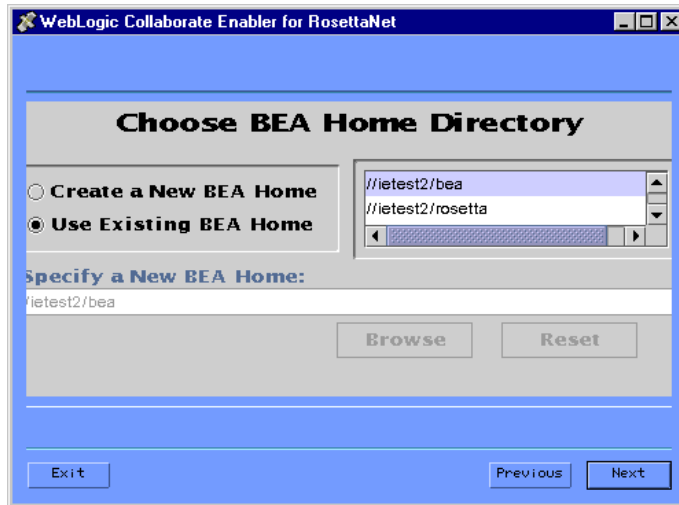 WebLogic Collaborate Enabler for RosettaNet
Choose BEA Home Directory
Create a New BEA Home
Use Existing BEA Home
//ietest2/bea
//ietest2/rosetta
Specify a New BEA Home:
/ietest2/bea
Browse Reset
Exit Previous Next